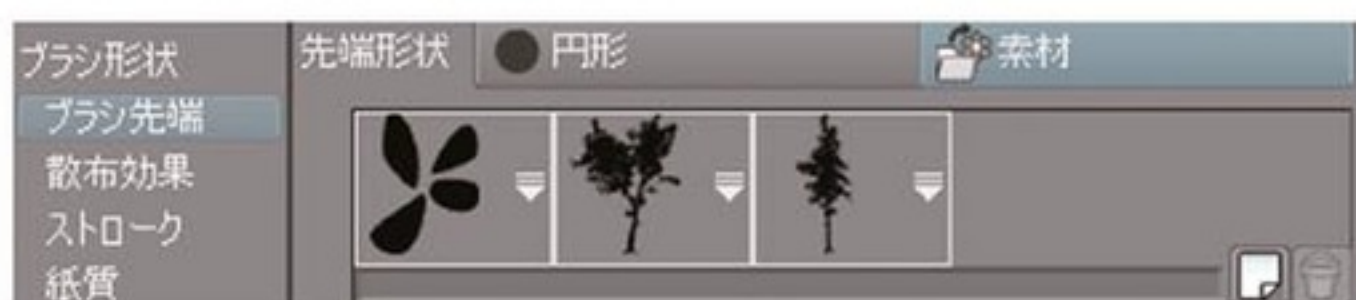 ブラシ形状
ブラシ先端
散布効果
ストローク
紙質
先端形状
円形
素材